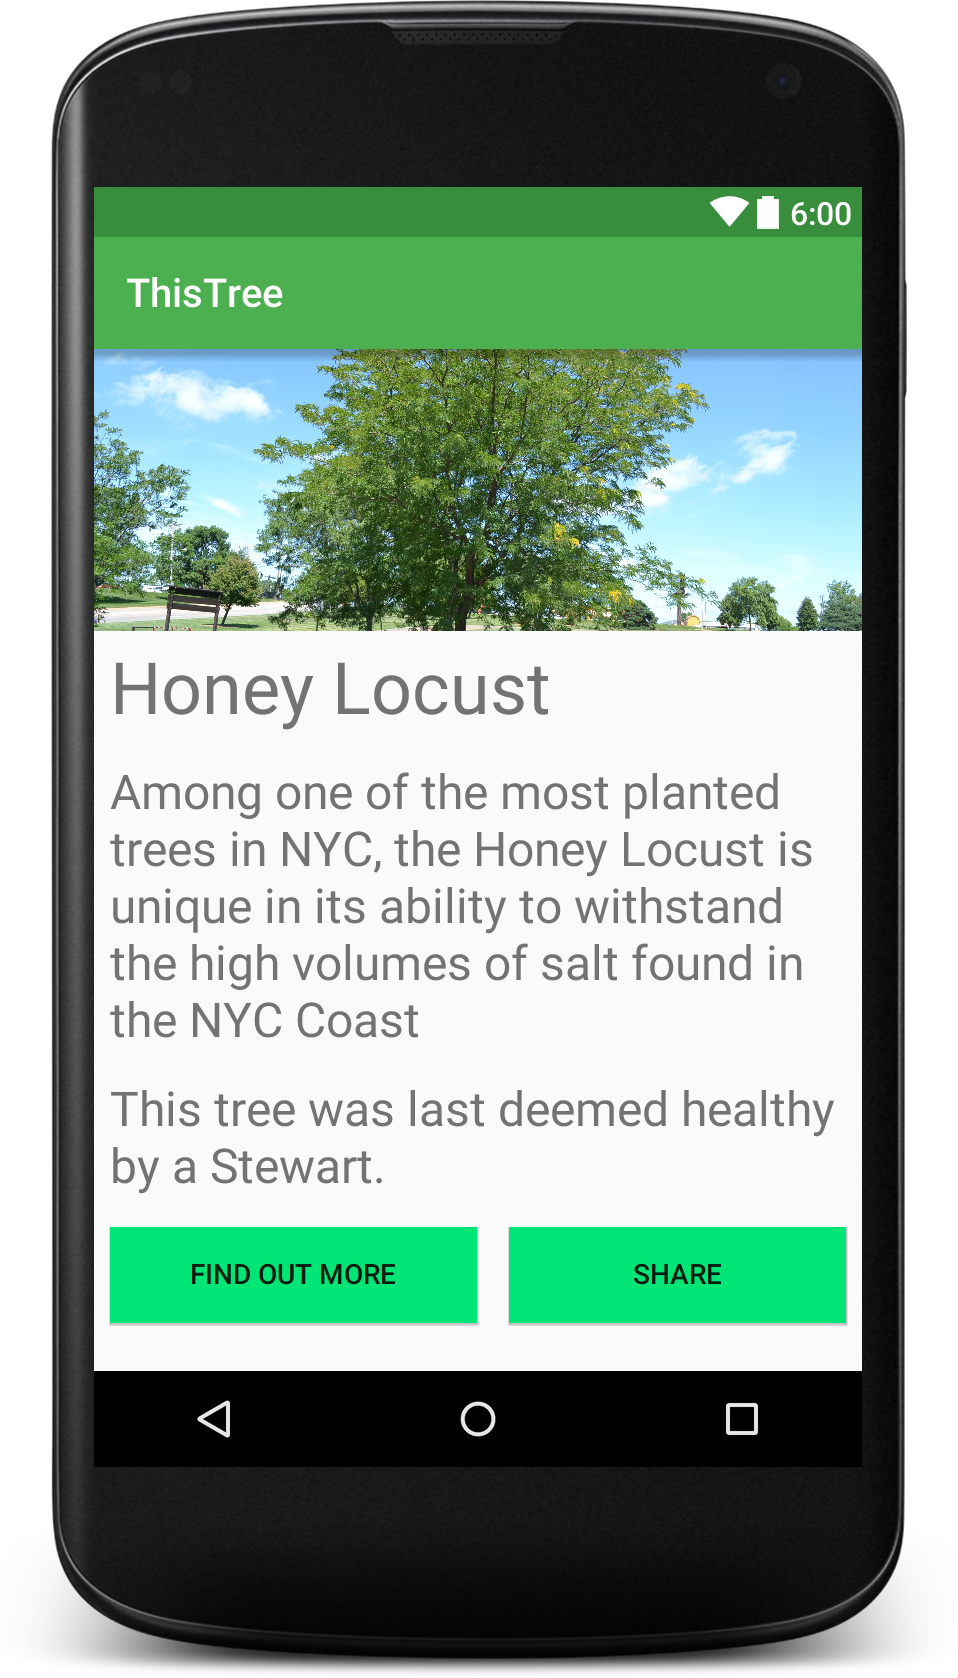 6:00
ThisTree
Honey Locust
Among one of the most planted
trees in NYC, the Honey Locust is
unique in its ability to withstand
the high volumes of salt found in
the NYC Coast
This tree was last deemed healthy
by a Stewart.
FIND OUT MORE SHARE